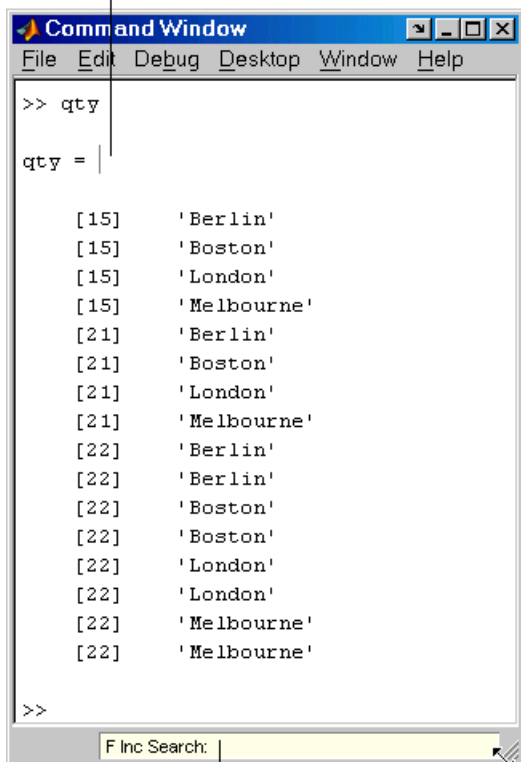 Command Window
File Edit Debug Desktop Window Help
>> qty
qty =
[15] 'Berlin'
[15] 'Boston'
[15] 'London'
[15] 'Melbourne'
[21] 'Berlin'
[21] 'Boston'
[21] 'London'
[21] 'Melbourne'
[22] 'Berlin'
[22] 'Berlin'
[22] 'Boston'
[22] 'Boston'
[22] 'London'
[22] 'London'
[22] 'Melbourne'
[22] 'Melbourne'
>>
F Inc Search: